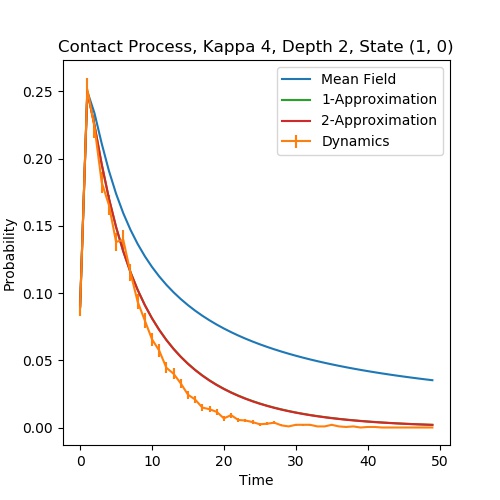 Contact Process, Kappa 4, Depth 2, State (1, 0)
Mean Field
1-Approximation
2-Approximation
Dynamics
Probability
0.25
0.20
0.15
0.10
0.05
0.00
0 10 20 30 40 50
Time